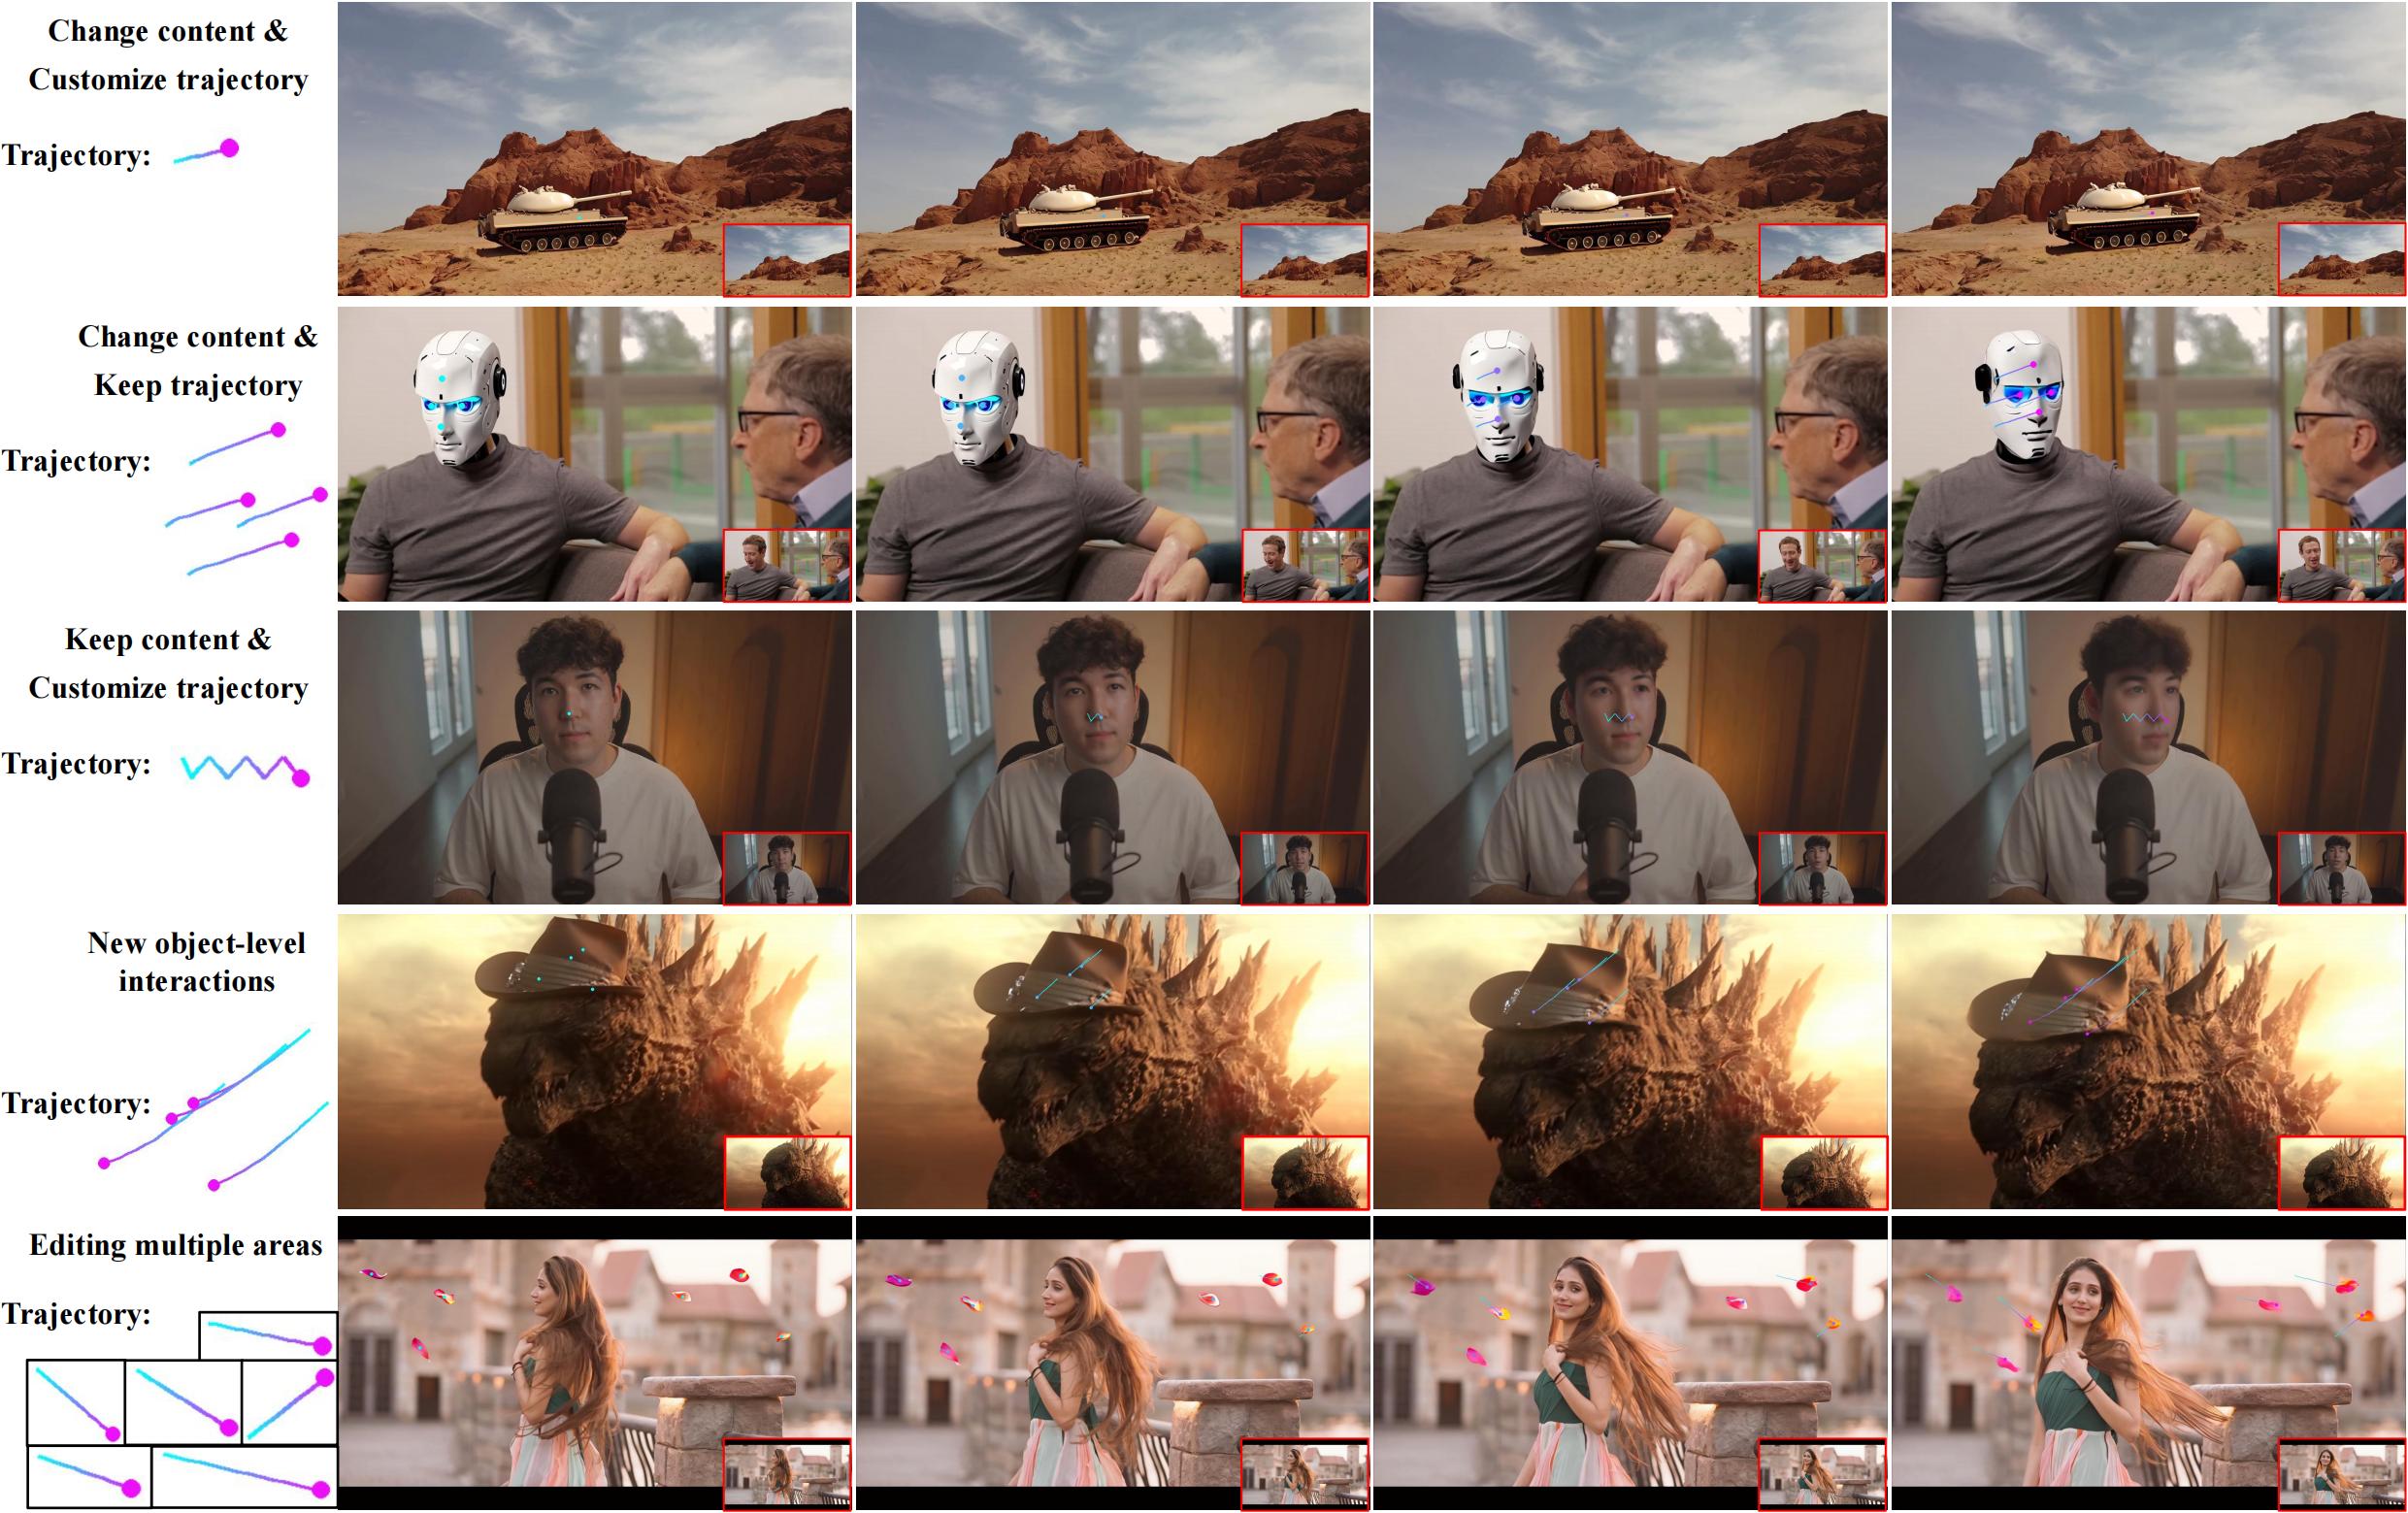 Change content &
Customize trajectory
Trajectory:
Change content &
Keep trajectory
Trajectory:
Keep content &
Customize trajectory
Trajectory:
New object-level
interactions
Trajectory:
Editing multiple areas
Trajectory: